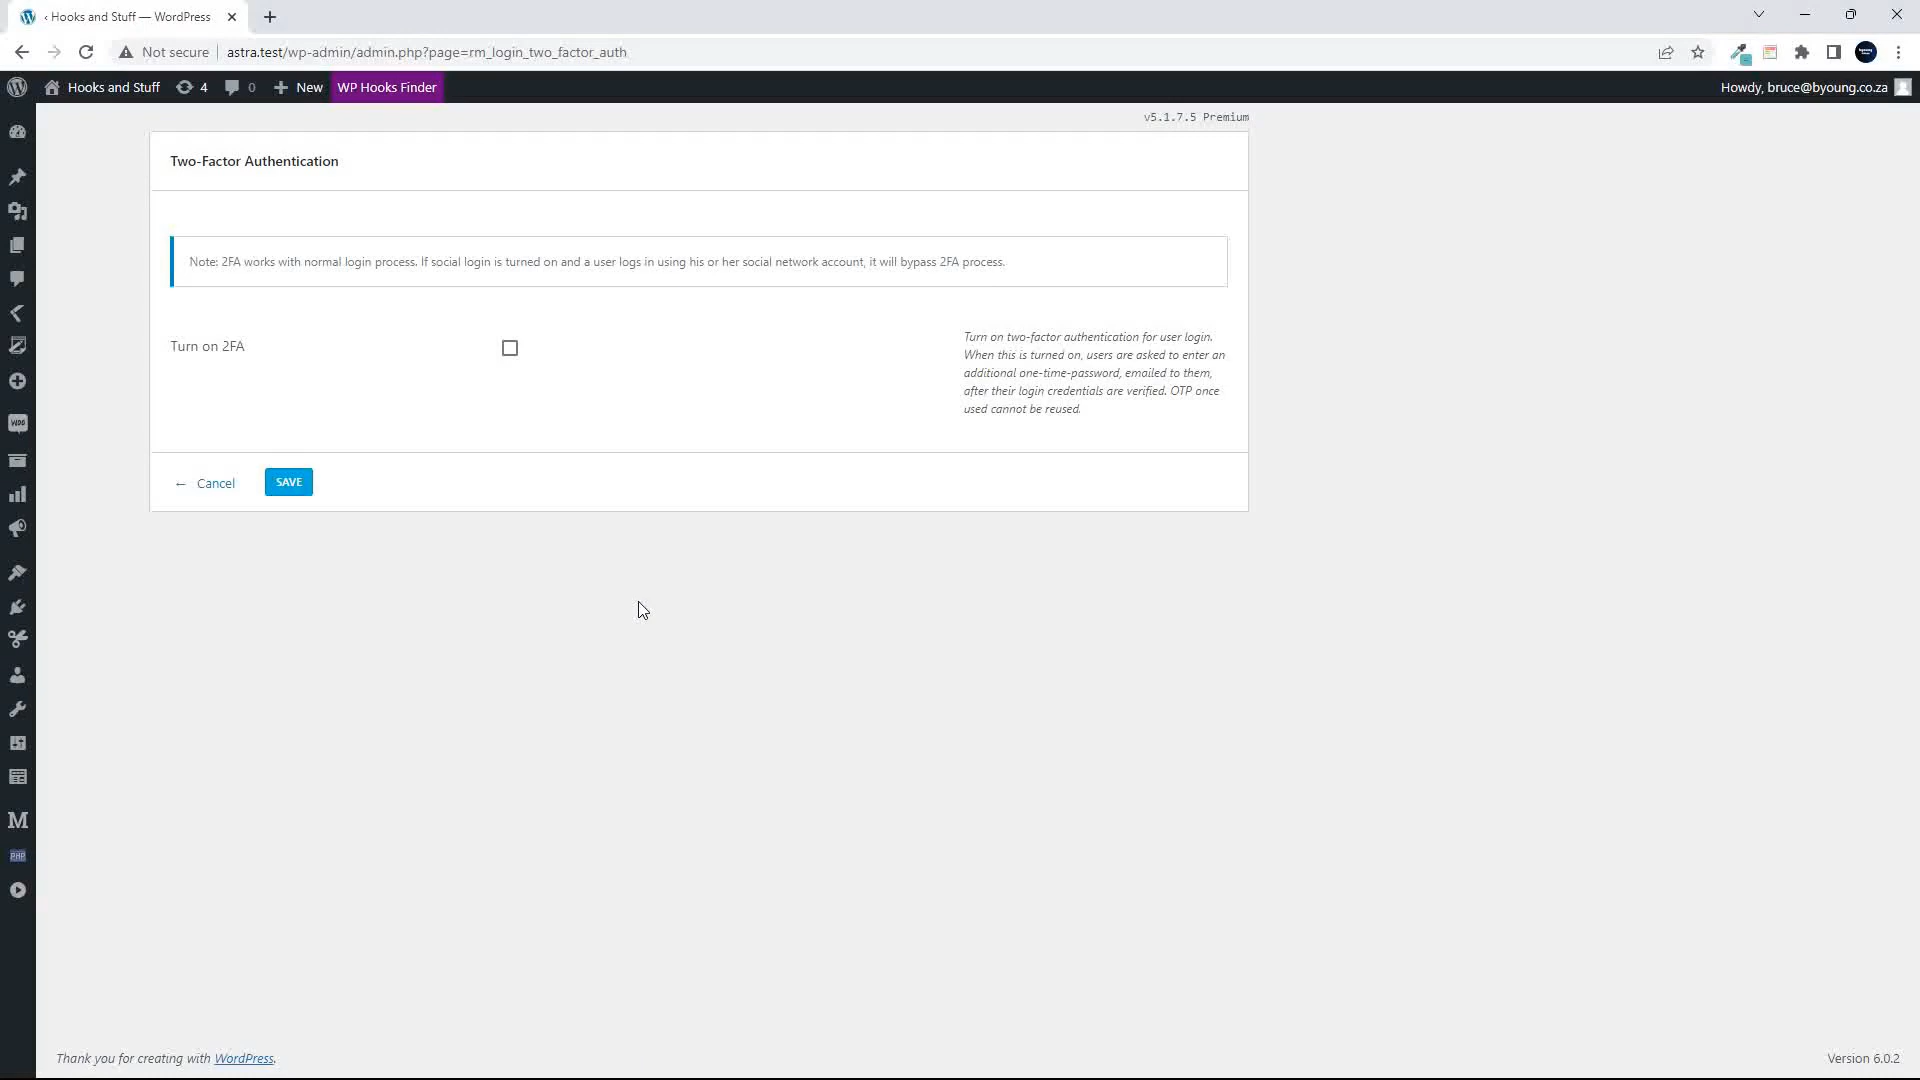 ‹ Hooks and Stuff — WordPress
Not secure
astra.test/wp-admin/admin.php?page=rm_login_two_factor_auth
Hooks and Stuff
4
0
New
WP Hooks Finder
Howdy, bruce@byoung.co.za
v5.1.7.5 Premium
Two-Factor Authentication
Note: 2FA works with normal login process. If social login is turned on and a user logs in using his or her social network account, it will bypass 2FA process.
Turn on 2FA
Turn on two-factor authentication for user login.
When this is turned on, users are asked to enter an
additional one-time-password, emailed to them,
after their login credentials are verified. OTP once
used cannot be reused.
← Cancel
SAVE
WOO
M
PHP
Thank you for creating with WordPress.
Version 6.0.2